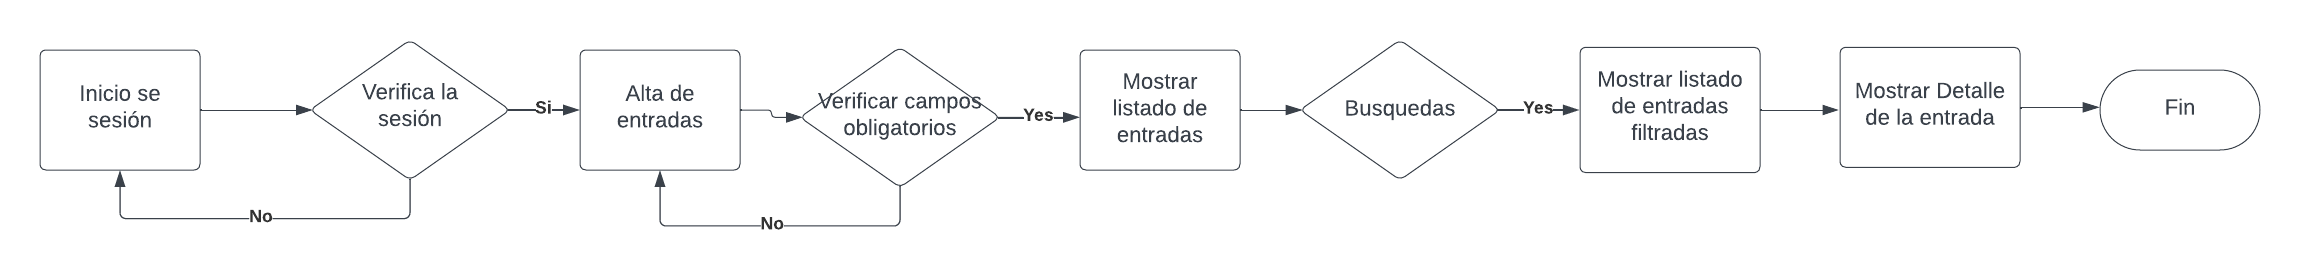 Inicio se
sesión
Verifica la
sesión
No
Si
Alta de
entradas
Verificar campos
obligatorios
No
Yes
Mostrar
listado de
entradas
Busquedas
Yes
Mostrar listado
de entradas
filtradas
Mostrar Detalle
de la entrada
Fin